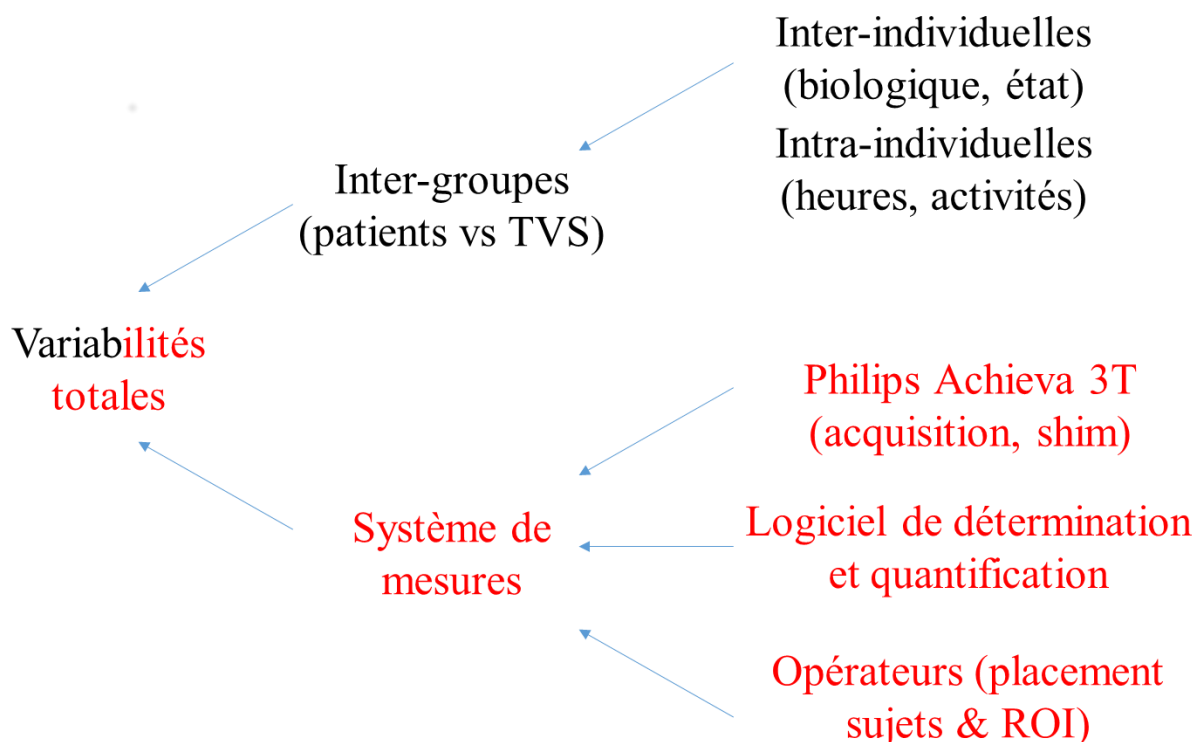 Inter-individuelles
(biologique, état)
Intra-individuelles
(heures, activités)
Inter-groupes
(patients vs TVS)
Variabilités
totales
Philips Achieva 3T
(acquisition, shim)
Système de
mesures
Logiciel de détermination
et quantification
Opérateurs (placement
sujets & ROI)